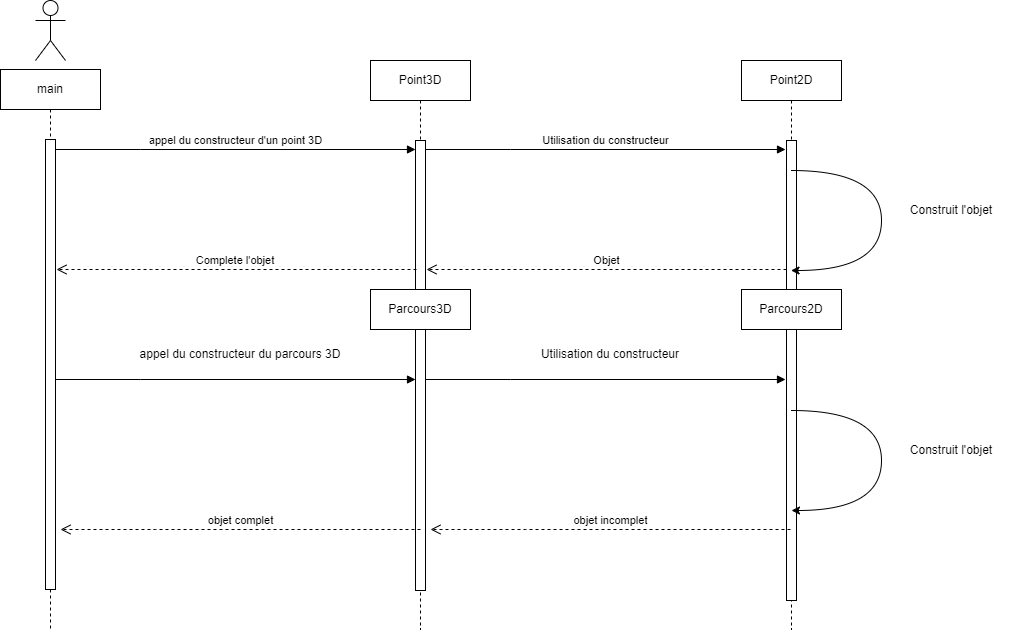 main
Point3D
Point2D
appel du constructeur d'un point 3D
Utilisation du constructeur
Construit l'objet
Complete l'objet
Objet
Parcours3D
Parcours2D
appel du constructeur du parcours 3D
Utilisation du constructeur
Construit l'objet
objet complet
objet incomplet